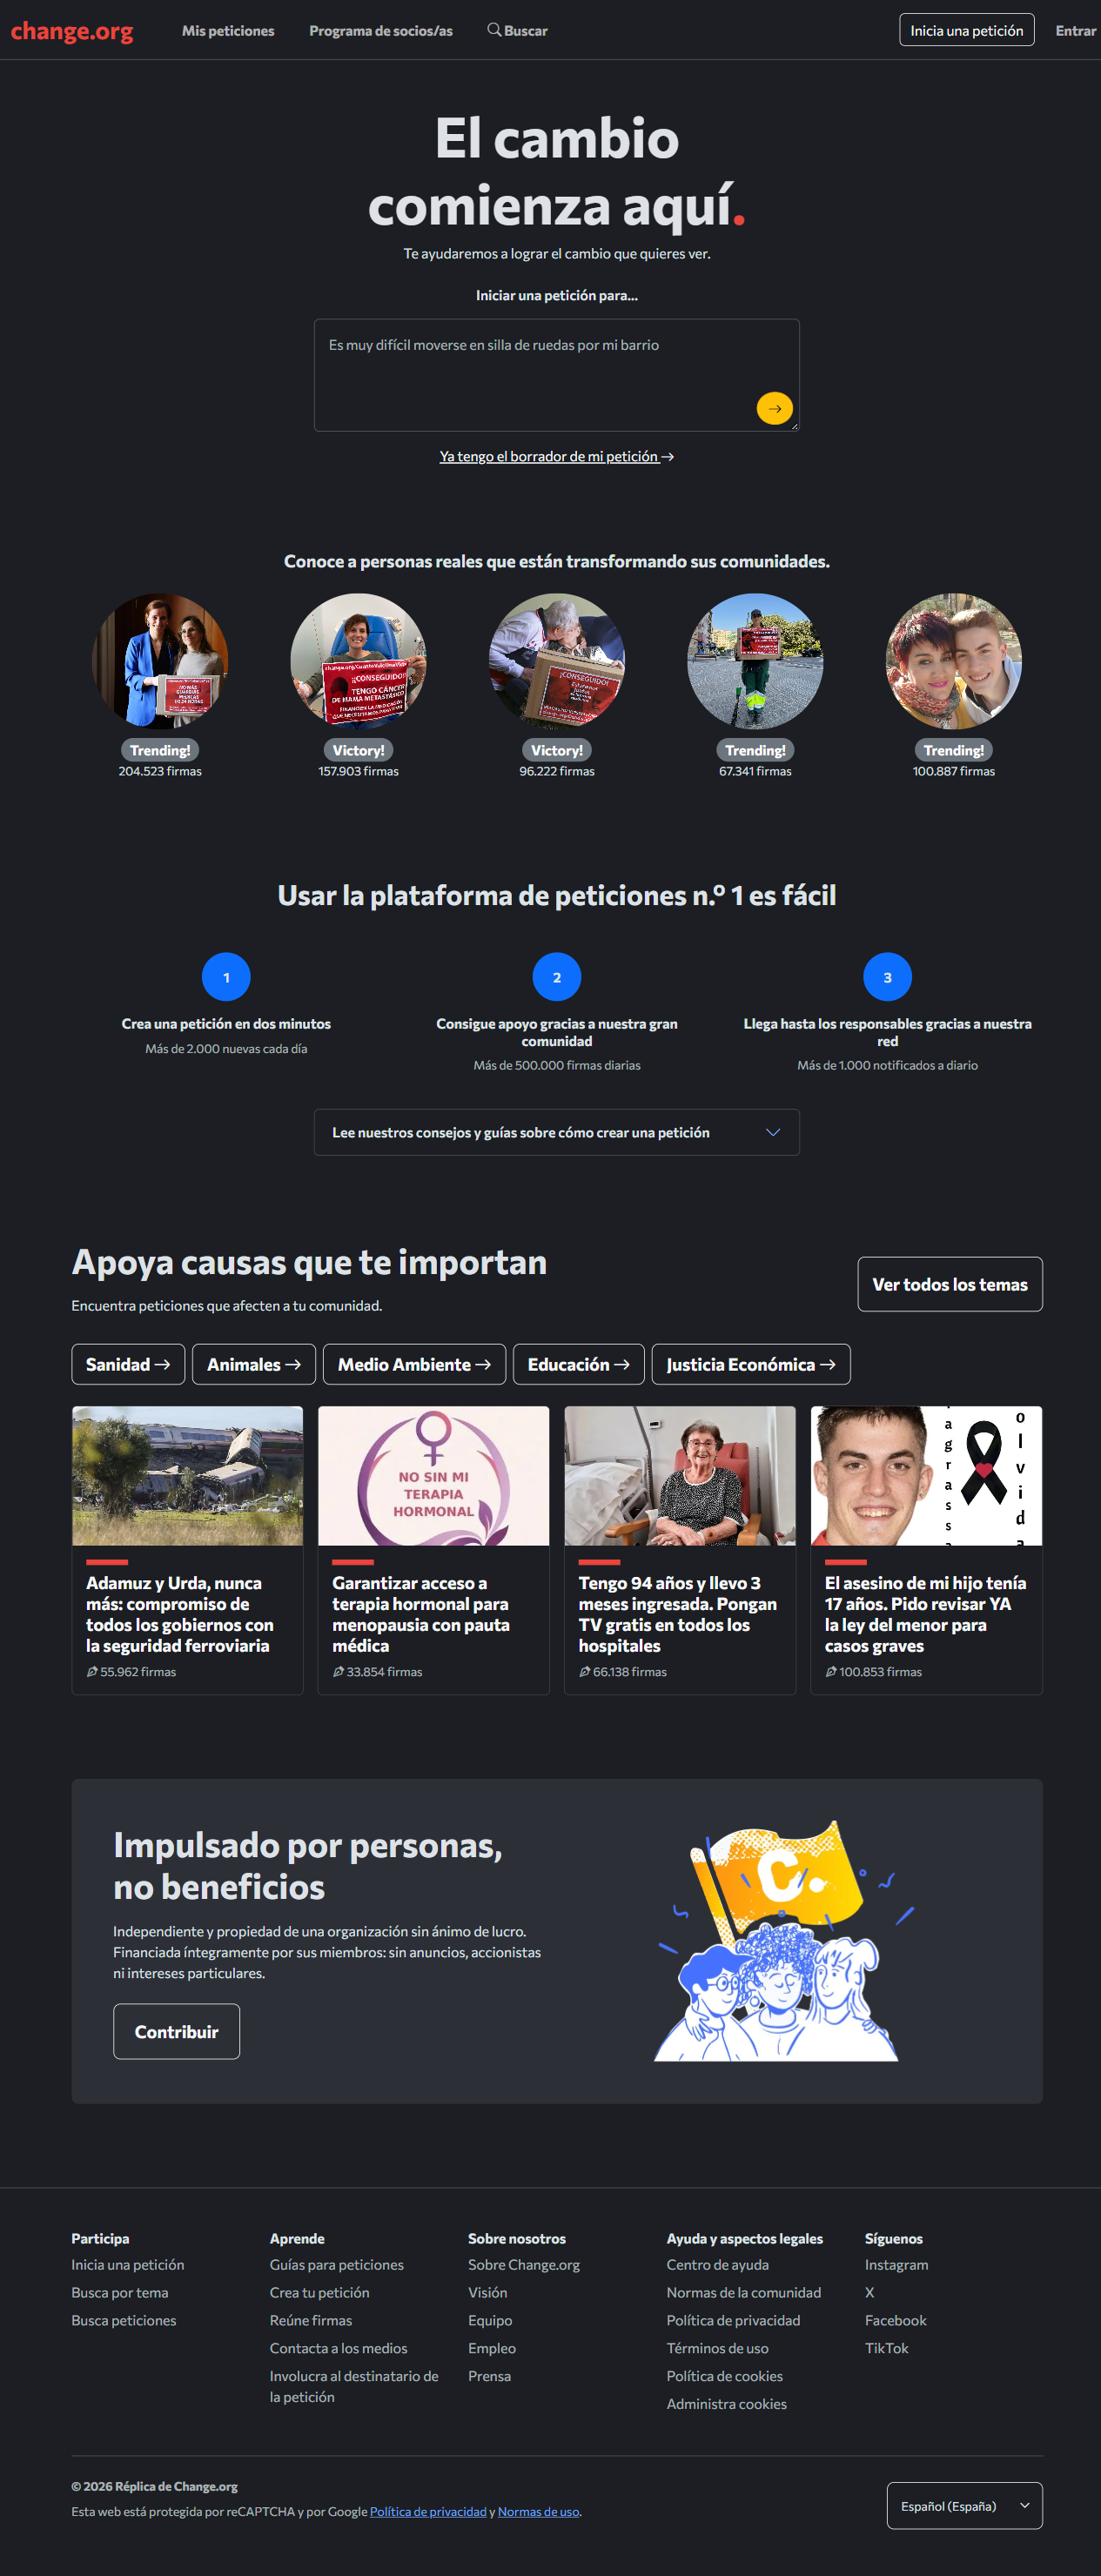 change.org
Mis peticiones
Programa de socios/as
Buscar
Inicia una petición
Entrar
El cambio
comienza aquí.
Te ayudaremos a lograr el cambio que quieres ver.
Iniciar una petición para...
Es muy difícil moverse en silla de ruedas por mi barrio
→
Ya tengo el borrador de mi petición →
Conoce a personas reales que están transformando sus comunidades.
NO MÁS
GUARDIAS
MÉDICAS
DE 24 HORAS
¡CONSEGUIDO!
TENGO CÁNCER
DE MAMA METASTÁSICO
¡CONSEGUIDO!
Trending!
204.523 firmas
Victory!
157.903 firmas
Victory!
96.222 firmas
Trending!
67.341 firmas
Trending!
100.887 firmas
Usar la plataforma de peticiones n.º 1 es fácil
1
Crea una petición en dos minutos
Más de 2.000 nuevas cada día
2
Consigue apoyo gracias a nuestra gran
comunidad
Más de 500.000 firmas diarias
3
Llega hasta los responsables gracias a nuestra
red
Más de 1.000 notificados a diario
Lee nuestros consejos y guías sobre cómo crear una petición
Apoya causas que te importan
Encuentra peticiones que afecten a tu comunidad.
Ver todos los temas
Sanidad →
Animales →
Medio Ambiente →
Educación →
Justicia Económica →
Adamuz y Urda, nunca
más: compromiso de
todos los gobiernos con
la seguridad ferroviaria
55.962 firmas
NO SIN MI
TERAPIA
HORMONAL
Garantizar acceso a
terapia hormonal para
menopausia con pauta
médica
33.854 firmas
Tengo 94 años y llevo 3
meses ingresada. Pongan
TV gratis en todos los
hospitales
66.138 firmas
a
g
r
a
s
s
o
l
v
i
d
El asesino de mi hijo tenía
17 años. Pido revisar YA
la ley del menor para
casos graves
100.853 firmas
Impulsado por personas,
no beneficios
Independiente y propiedad de una organización sin ánimo de lucro.
Financiada íntegramente por sus miembros: sin anuncios, accionistas
ni intereses particulares.
Contribuir
C.
Participa
Inicia una petición
Busca por tema
Busca peticiones
Aprende
Guías para peticiones
Crea tu petición
Reúne firmas
Contacta a los medios
Involucra al destinatario de
la petición
Sobre nosotros
Sobre Change.org
Visión
Equipo
Empleo
Prensa
Ayuda y aspectos legales
Centro de ayuda
Normas de la comunidad
Política de privacidad
Términos de uso
Política de cookies
Administra cookies
Síguenos
Instagram
X
Facebook
TikTok
© 2026 Réplica de Change.org
Esta web está protegida por reCAPTCHA y por Google Política de privacidad y Normas de uso.
Español (España)